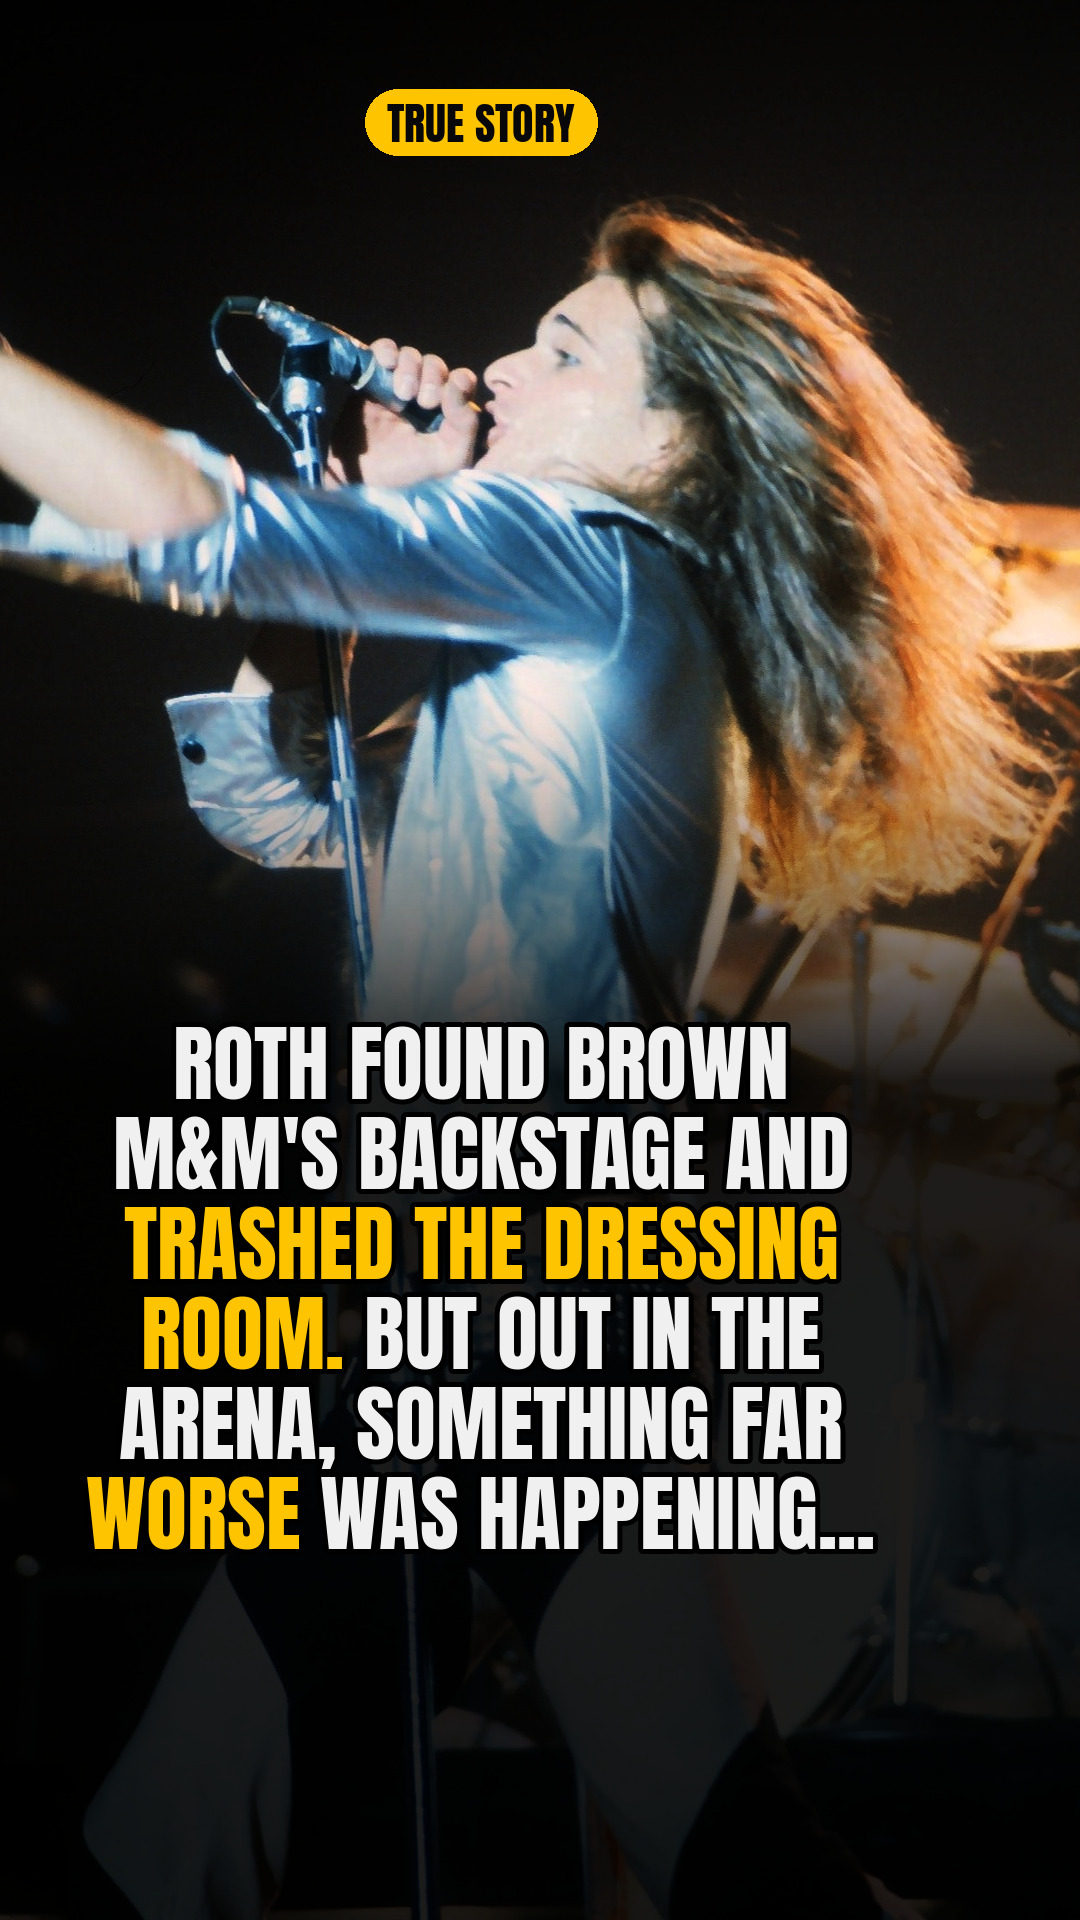 TRUE STORY
ROTH FOUND BROWN
M&M'S BACKSTAGE AND
TRASHED THE DRESSING
ROOM. BUT OUT IN THE
ARENA, SOMETHING FAR
WORSE WAS HAPPENING...